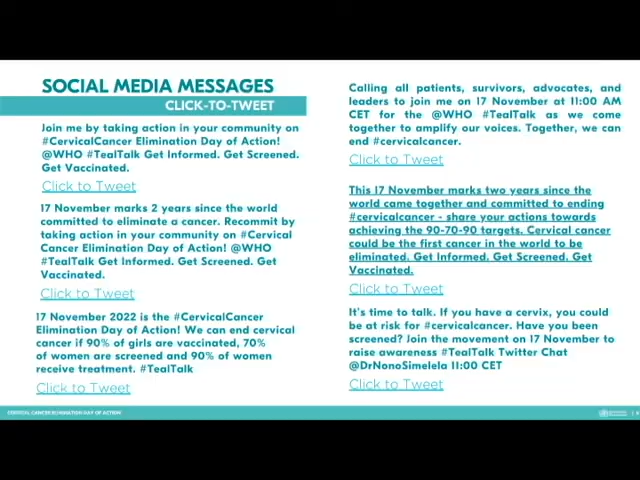 SOCIAL MEDIA MESSAGES
CLICK-TO-TWEET
Join me by taking action in your community on
#CervicalCancer Elimination Day of Action!
@WHO #TealTalk Get Informed. Get Screened.
Get Vaccinated.
Click to Tweet
17 November marks 2 years since the world
committed to eliminate a cancer. Recommit by
taking action in your community on #Cervical
Cancer Elimination Day of Action! @WHO
#TealTalk Get Informed. Get Screened. Get
Vaccinated.
Click to Tweet
17 November 2022 is the #CervicalCancer
Elimination Day of Action! We can end cervical
cancer if 90% of girls are vaccinated, 70%
of women are screened and 90% of women
receive treatment. #TealTalk
Click to Tweet
Calling all patients, survivors, advocates, and
leaders to join me on 17 November at 11:00 AM
CET for the @WHO #TealTalk as we
come together to amplify our voices. Together, we can
end #cervicalcancer.
Click to Tweet
This 17 November marks two years since the
world came together and committed to ending
#cervicalcancer - share your actions towards
achieving the 90-70-90 targets. Cervical cancer
could be the first cancer in the world to be
eliminated. Get Informed. Get Screened. Get
Vaccinated.
Click to Tweet
It's time to talk. If you have a cervix, you could
be at risk for #cervicalcancer. Have you been
screened? Join the movement on 17 November to
raise awareness #TealTalk Twitter Chat
@DrNonoSimelela 11:00 CET
Click to Tweet
CERVICAL CANCER ELIMINATION DAY OF ACTION